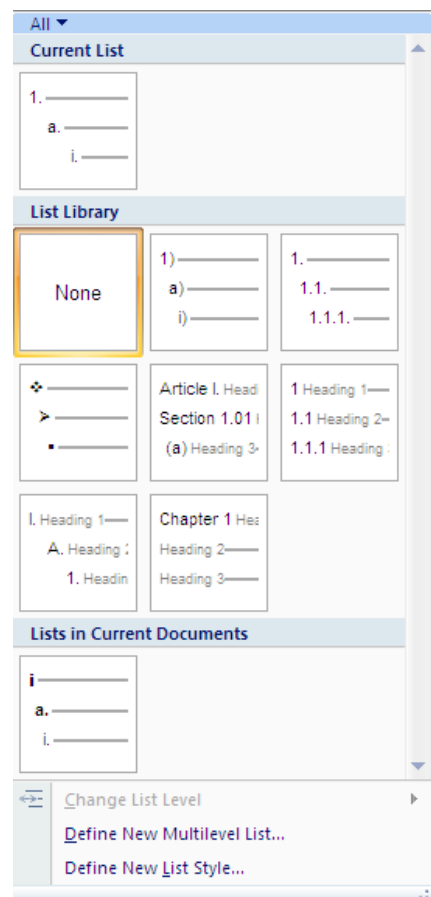 All
Current List
1.
a.
i.
List Library
None
1)
a)
i)
1.
1.1.
1.1.1.
Article I. Head
Section 1.01
(a) Heading 3
1 Heading 1
1.1 Heading 2
1.1.1 Heading
I. Heading 1
A. Heading
1. Headin
Chapter 1 Hea
Heading 2
Heading 3
Lists in Current Documents
i
a.
i.
Change List Level
Define New Multilevel List...
Define New List Style...